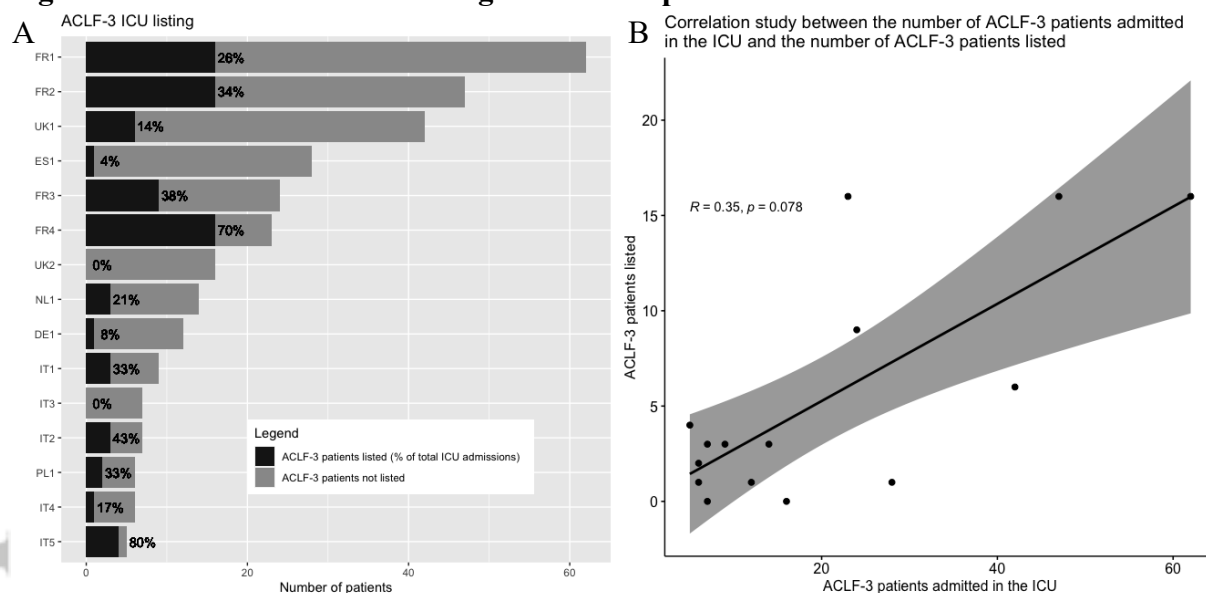 A
ACLF-3 ICU listing
FR1
26%
FR2
34%
UK1
14%
ES1
4%
FR3
38%
FR4
70%
UK2
0%
NL1
21%
DE1
8%
IT1
33%
IT3
0%
IT2
43%
PL1
33%
IT4
17%
IT5
80%
Legend
ACLF-3 patients listed (% of total ICU admissions)
ACLF-3 patients not listed
0 20 40 60
Number of patients
B
Correlation study between the number of ACLF-3 patients admitted
in the ICU and the number of ACLF-3 patients listed
R = 0.35, p = 0.078
20
15
10
5
0
ACLF-3 patients listed
20 40 60
ACLF-3 patients admitted in the ICU